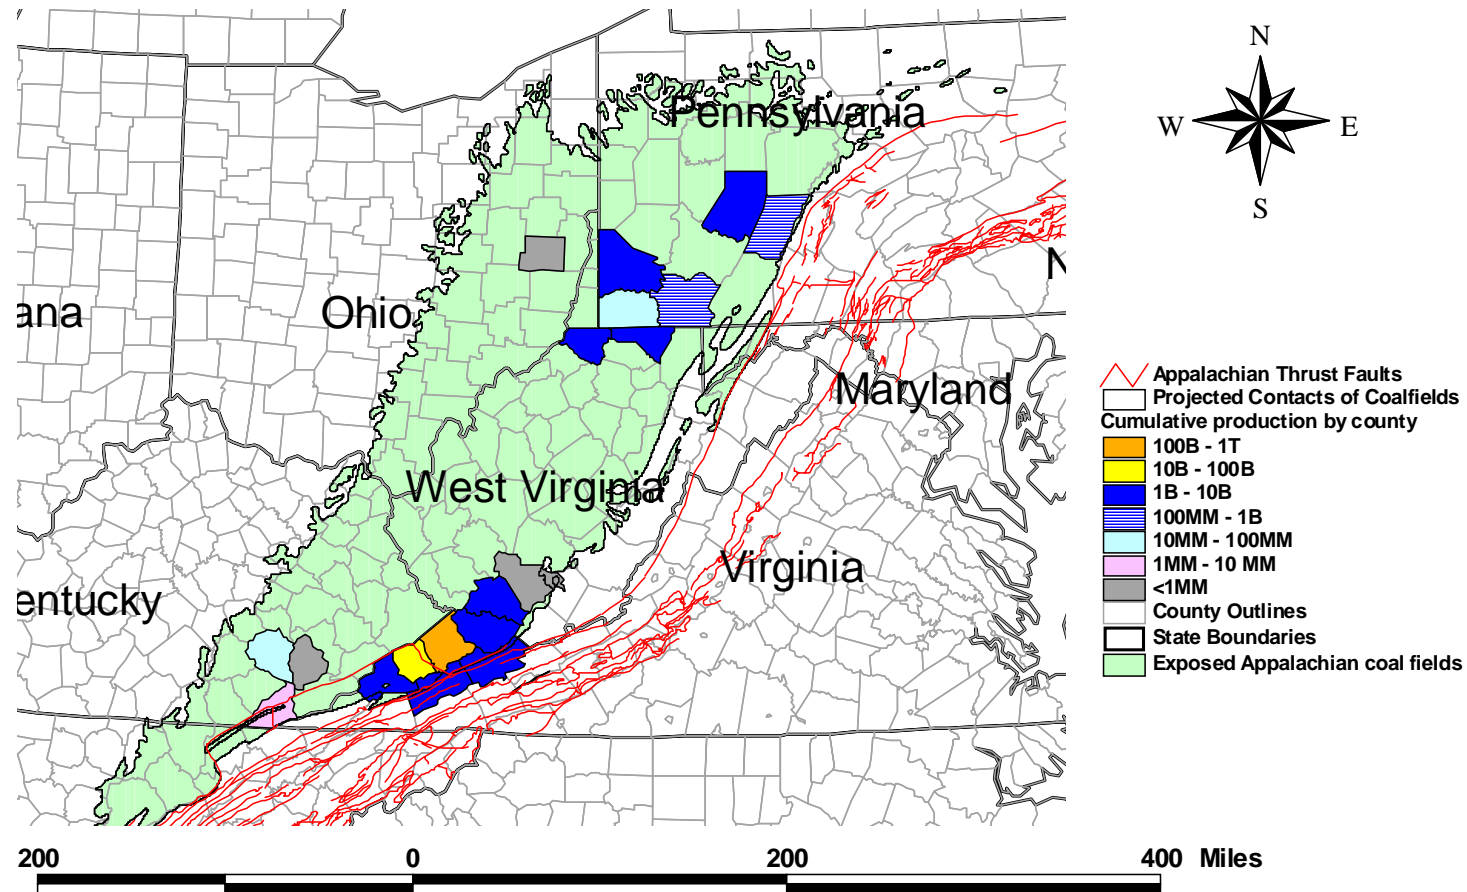 N
W E
S
Pennsylvania
N
ana
Ohio
Maryland
West Virginia
Virginia
entucky
Appalachian Thrust Faults
Projected Contacts of Coalfields
Cumulative production by county
100B - 1T
10B - 100B
1B - 10B
100MM - 1B
10MM - 100MM
1MM - 10 MM
<1MM
County Outlines
State Boundaries
Exposed Appalachian coal fields
200 0 200 400 Miles